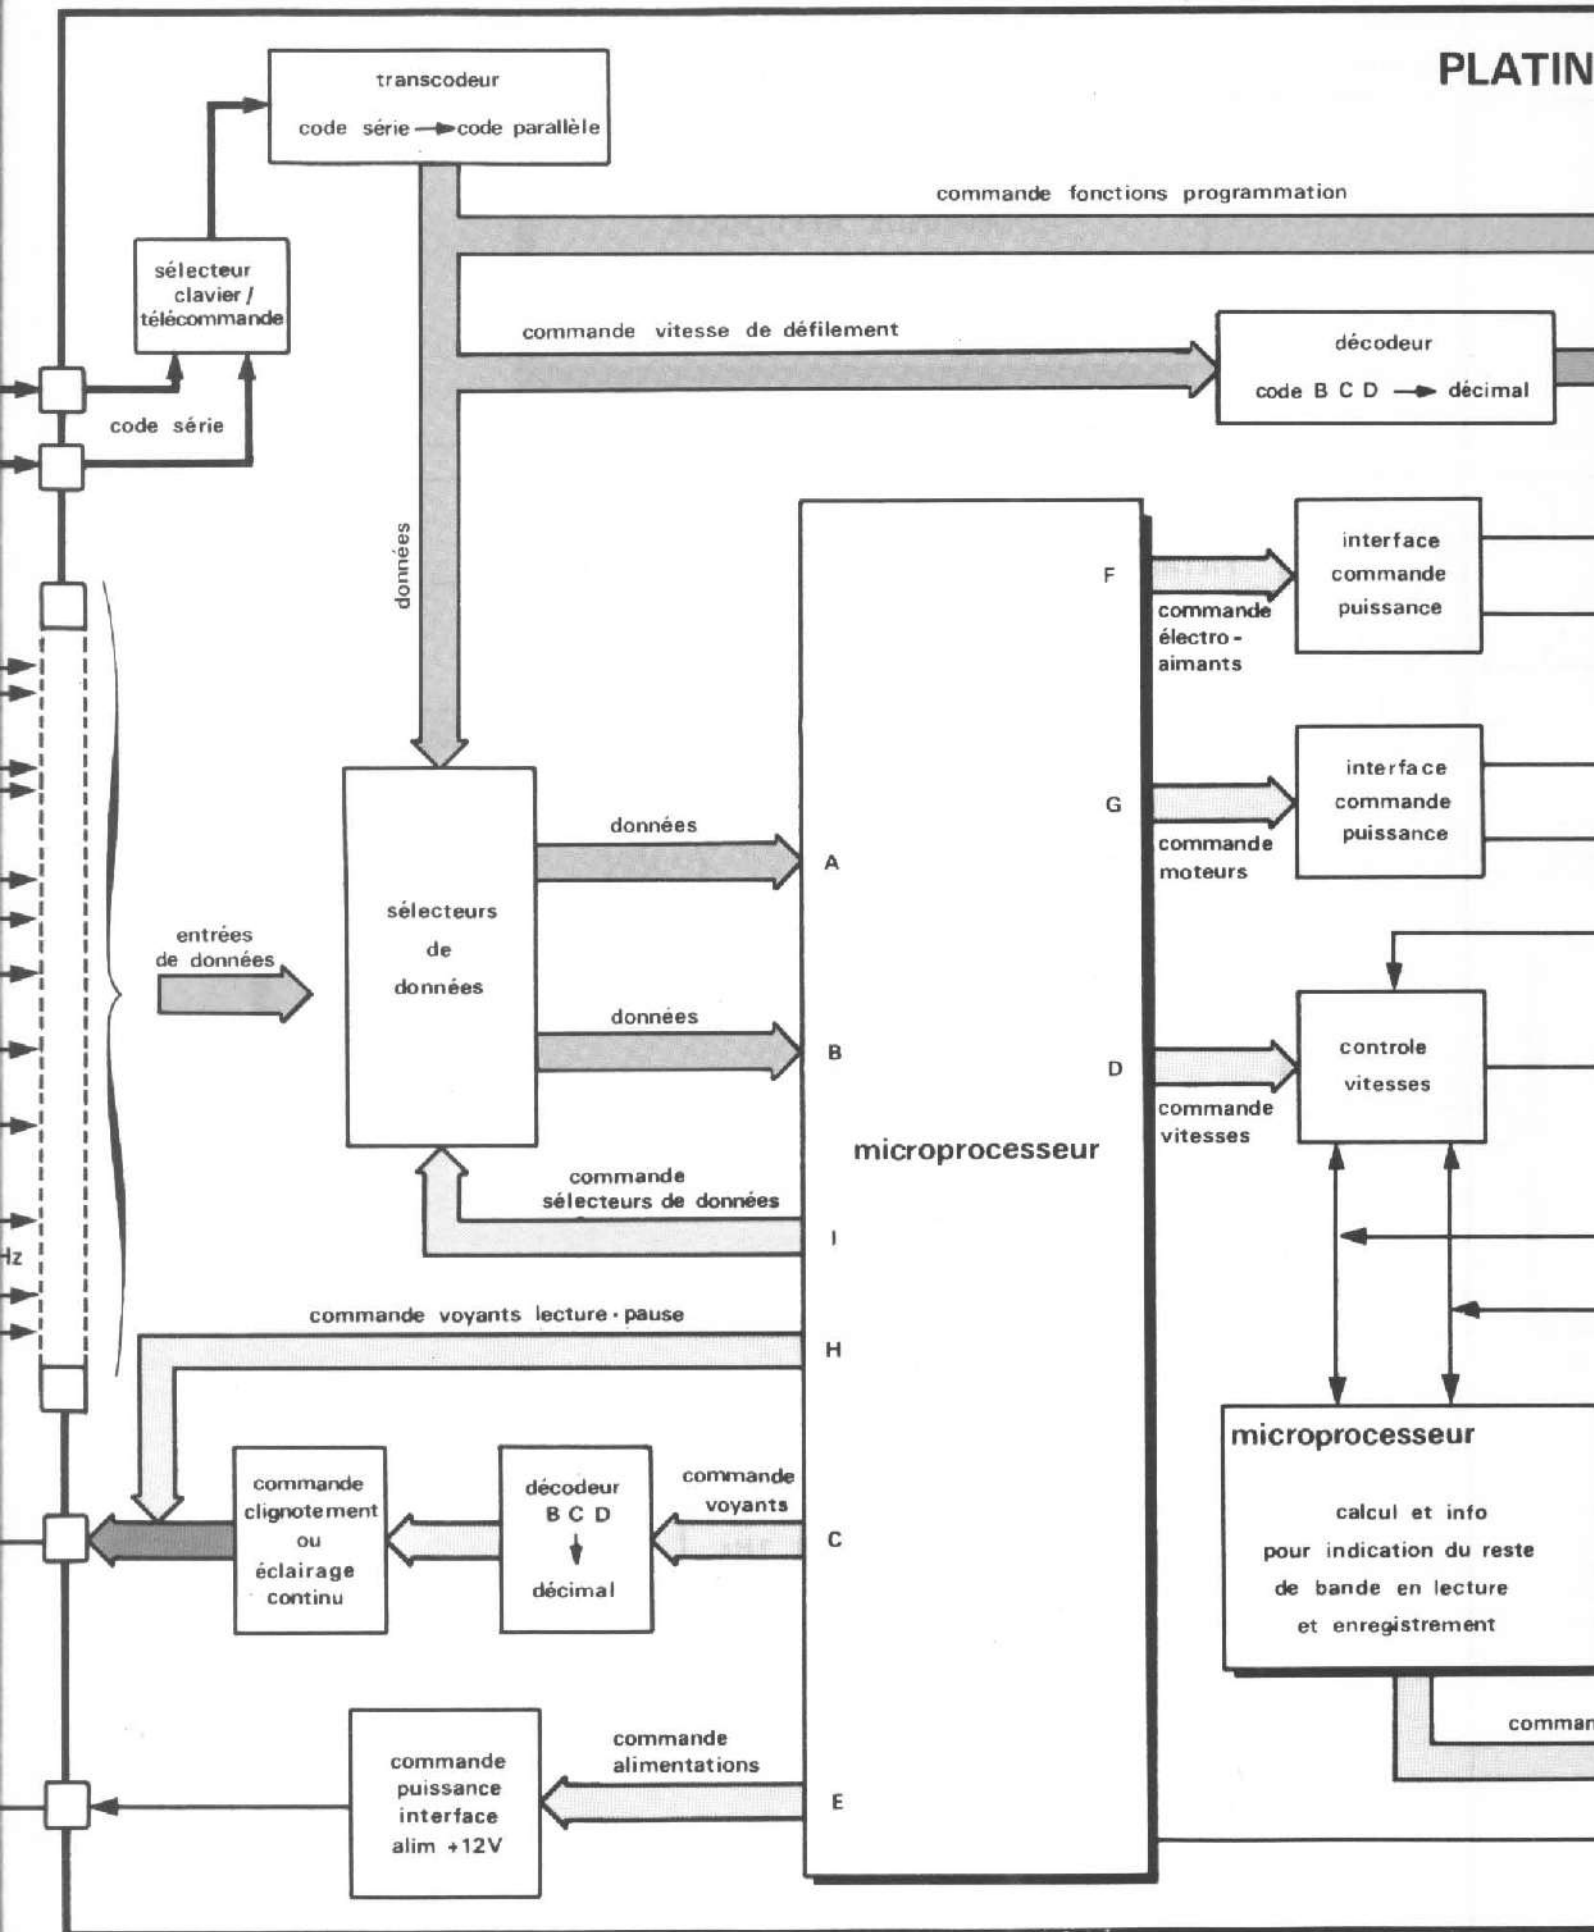 PLATIN
transcodeur
code série → code parallèle
commande fonctions programmation
sélecteur
clavier /
télécommande
commande vitesse de défilement
décodeur
code B C D → décimal
code série
données
interface
commande
puissance
F
commande
électro-
aimants
interface
commande
puissance
G
commande
moteurs
données
A
sélecteurs
de
données
entrées
de données
données
B
D
controle
vitesses
commande
vitesses
microprocesseur
commande
sélecteurs de données
I
Hz
commande voyants lecture · pause
H
microprocesseur
calcul et info
pour indication du reste
de bande en lecture
et enregistrement
commande
clignotement
ou
éclairage
continu
décodeur
B C D
décimal
commande
voyants
C
comman
commande
puissance
interface
alim +12V
commande
alimentations
E